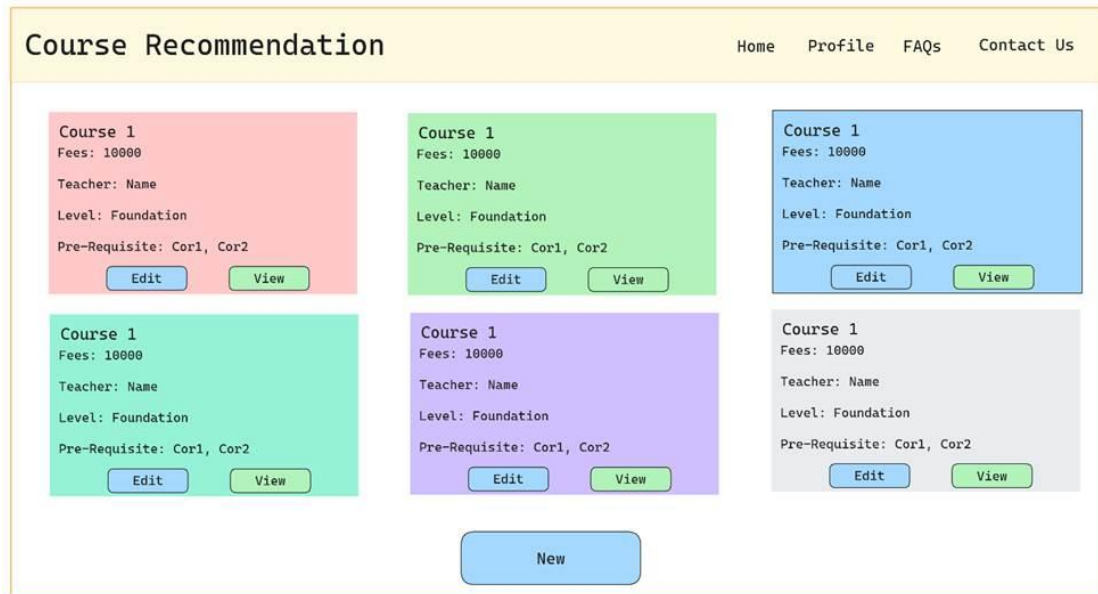 Course Recommendation
Home Profile FAQs Contact Us
Course 1
Fees: 10000
Teacher: Name
Level: Foundation
Pre-Requisite: Cor1, Cor2
Edit View
Course 1
Fees: 10000
Teacher: Name
Level: Foundation
Pre-Requisite: Cor1, Cor2
Edit View
Course 1
Fees: 10000
Teacher: Name
Level: Foundation
Pre-Requisite: Cor1, Cor2
Edit View
Course 1
Fees: 10000
Teacher: Name
Level: Foundation
Pre-Requisite: Cor1, Cor2
Edit View
Course 1
Fees: 10000
Teacher: Name
Level: Foundation
Pre-Requisite: Cor1, Cor2
Edit View
Course 1
Fees: 10000
Teacher: Name
Level: Foundation
Pre-Requisite: Cor1, Cor2
Edit View
New